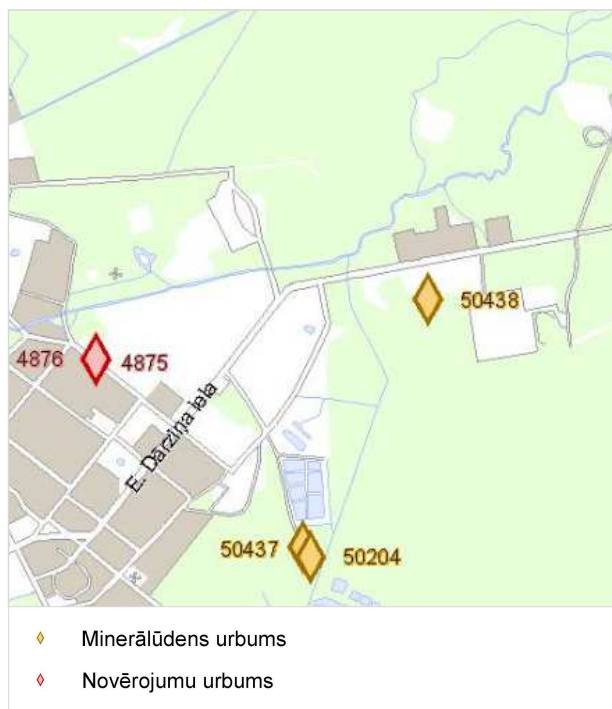 50438
4876 4875
E. Dārziņa iela
50437 50204
Minerālūdens urbums
Novērojumu urbums